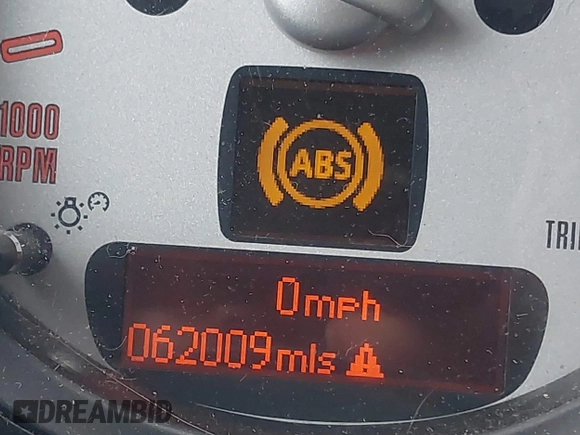 1000
RPM
ABS
TRI
0mph
062009mls
DREAMBID